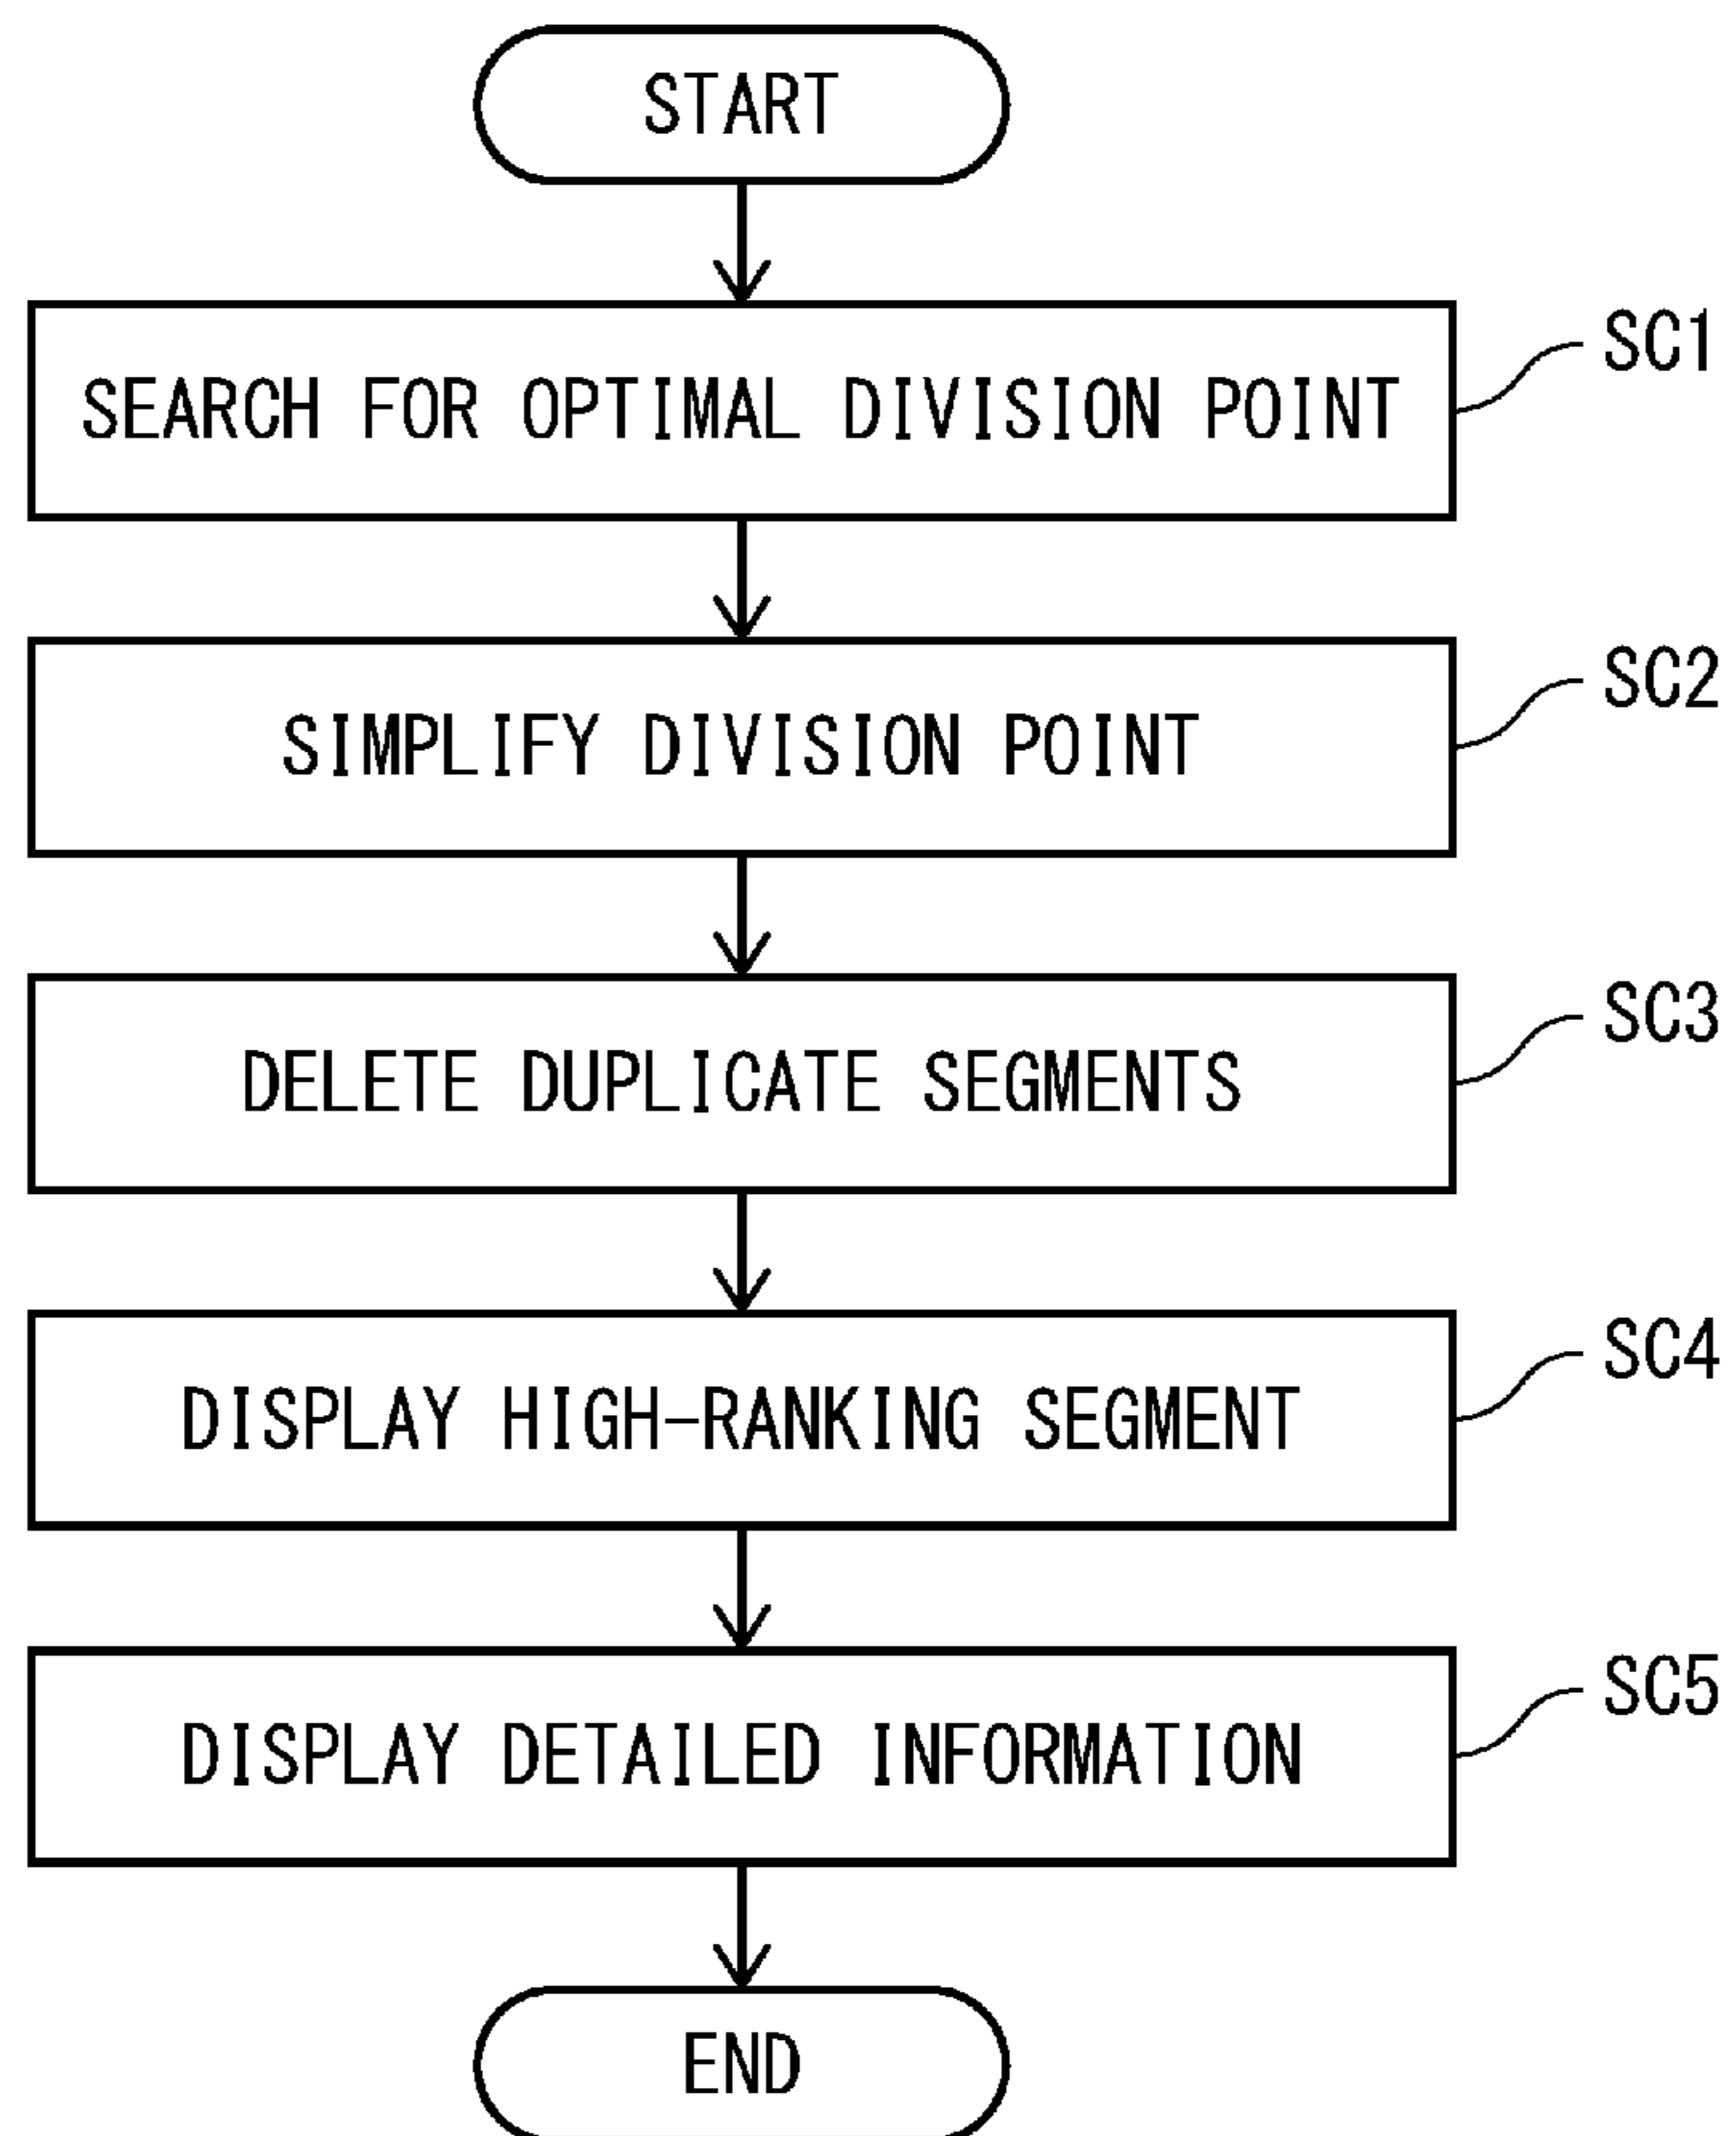 START
SEARCH FOR OPTIMAL DIVISION POINT
SC1
SIMPLIFY DIVISION POINT
SC2
DELETE DUPLICATE SEGMENTS
SC3
DISPLAY HIGH-RANKING SEGMENT
SC4
DISPLAY DETAILED INFORMATION
SC5
END